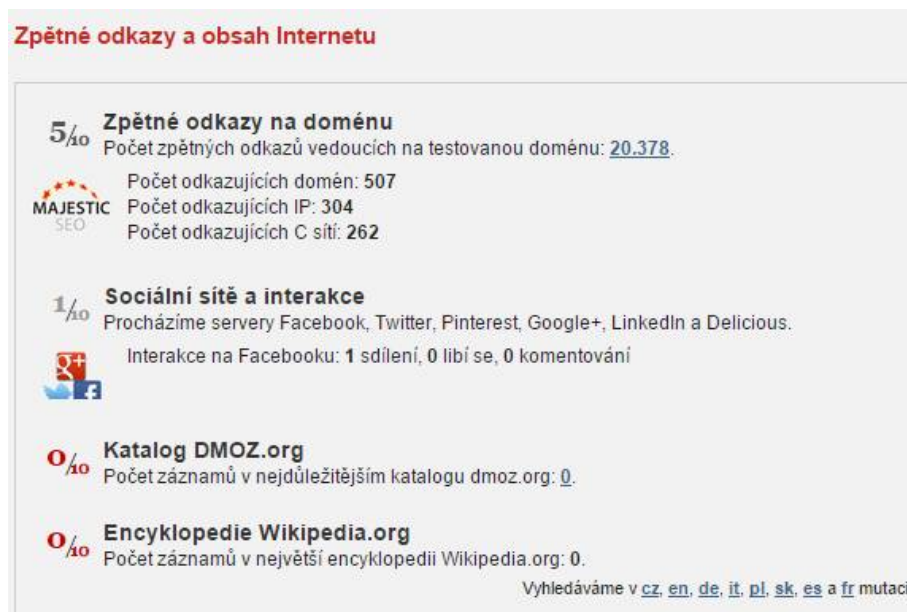 Zpětné odkazy a obsah Internetu
5/10 Zpětné odkazy na doménu
Počet zpětných odkazů vedoucích na testovanou doménu: 20.378.
MAJESTIC
SEO
Počet odkazujících domén: 507
Počet odkazujících IP: 304
Počet odkazujících C sítí: 262
1/10 Sociální sítě a interakce
Procházíme servery Facebook, Twitter, Pinterest, Google+, LinkedIn a Delicious.
g+
f
Interakce na Facebooku: 1 sdílení, 0 libí se, 0 komentování
0/10 Katalog DMOZ.org
Počet záznamů v nejdůležitějším katalogu dmoz.org: 0.
0/10 Encyklopedie Wikipedia.org
Počet záznamů v největší encyklopedii Wikipedia.org: 0.
Vyhledáváme v cz, en, de, it, pl, sk, es a fr mutaci